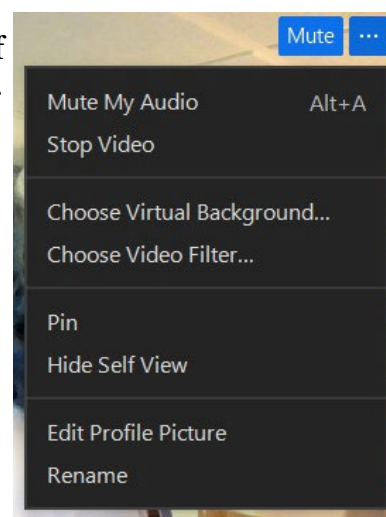 f
Mute ...
Mute My Audio Alt+A
Stop Video
Choose Virtual Background...
Choose Video Filter...
Pin
Hide Self View
Edit Profile Picture
Rename